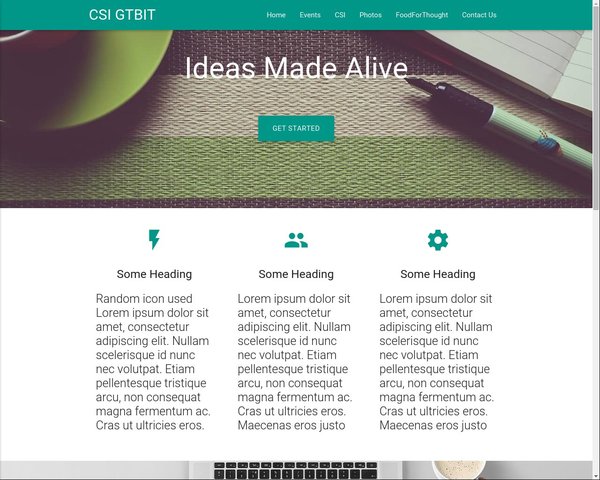 CSI GTBIT
Home Events CSI Photos FoodForThought Contact Us
Ideas Made Alive
GET STARTED
Some Heading
Random icon used
Lorem ipsum dolor sit
amet, consectetur
adipiscing elit. Nullam
scelerisque id nunc
nec volutpat. Etiam
pellentesque tristique
arcu, non consequat
magna fermentum ac.
Cras ut ultricies eros.
Some Heading
Lorem ipsum dolor sit
amet, consectetur
adipiscing elit. Nullam
scelerisque id nunc
nec volutpat. Etiam
pellentesque tristique
arcu, non consequat
magna fermentum ac.
Cras ut ultricies eros.
Maecenas eros justo
Some Heading
Lorem ipsum dolor sit
amet, consectetur
adipiscing elit. Nullam
scelerisque id nunc
nec volutpat. Etiam
pellentesque tristique
arcu, non consequat
magna fermentum ac.
Cras ut ultricies eros.
Maecenas eros justo